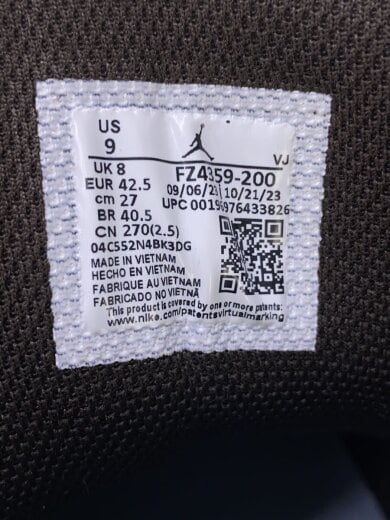 US
9
VJ
UK 8
FZ4359-200
EUR 42.5
09/06/23 10/21/23
cm 27
UPC 00196976433826
BR 40.5
CN 270(2.5)
04C552N4BK3DG
MADE IN VIETNAM
HECHO EN VIETNAM
FABRIQUE AU VIETNAM
FABRICADO NO VIETNÃ
This product is covered by one or more patents:
www.nike.com/patentsvirtualmarking